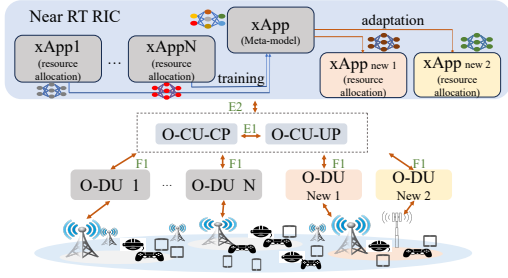 Near RT RIC
xApp1
(resource
allocation)
...
xAppN
(resource
allocation)
training
xApp
(Meta-model)
adaptation
xApp new 1
(resource
allocation)
xApp new 2
(resource
allocation)
E2
O-CU-CP
E1
O-CU-UP
F1
F1
F1
F1
O-DU 1
...
O-DU N
O-DU
New 1
O-DU
New 2